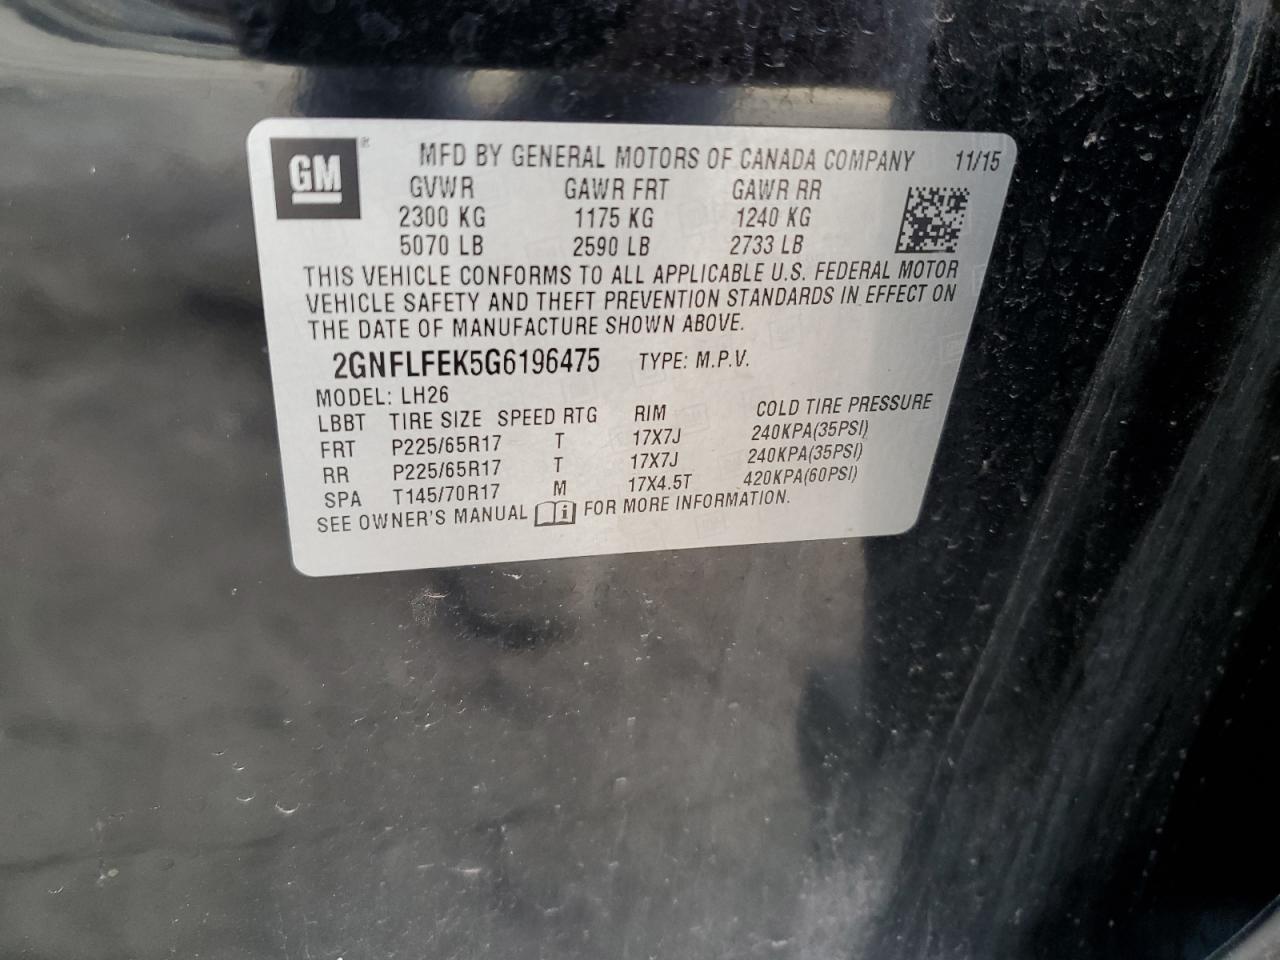 GM ® MFD BY GENERAL MOTORS OF CANADA COMPANY 11/15
GVWR GAWR FRT GAWR RR
2300 KG 1175 KG 1240 KG
5070 LB 2590 LB 2733 LB
THIS VEHICLE CONFORMS TO ALL APPLICABLE U.S. FEDERAL MOTOR
VEHICLE SAFETY AND THEFT PREVENTION STANDARDS IN EFFECT ON
THE DATE OF MANUFACTURE SHOWN ABOVE.
2GNFLFEK5G6196475 TYPE: M.P.V.
MODEL: LH26
LBBT TIRE SIZE SPEED RTG RIM COLD TIRE PRESSURE
FRT P225/65R17 T 17X7J 240KPA(35PSI)
RR P225/65R17 T 17X7J 240KPA(35PSI)
SPA T145/70R17 M 17X4.5T 420KPA(60PSI)
SEE OWNER'S MANUAL i FOR MORE INFORMATION.